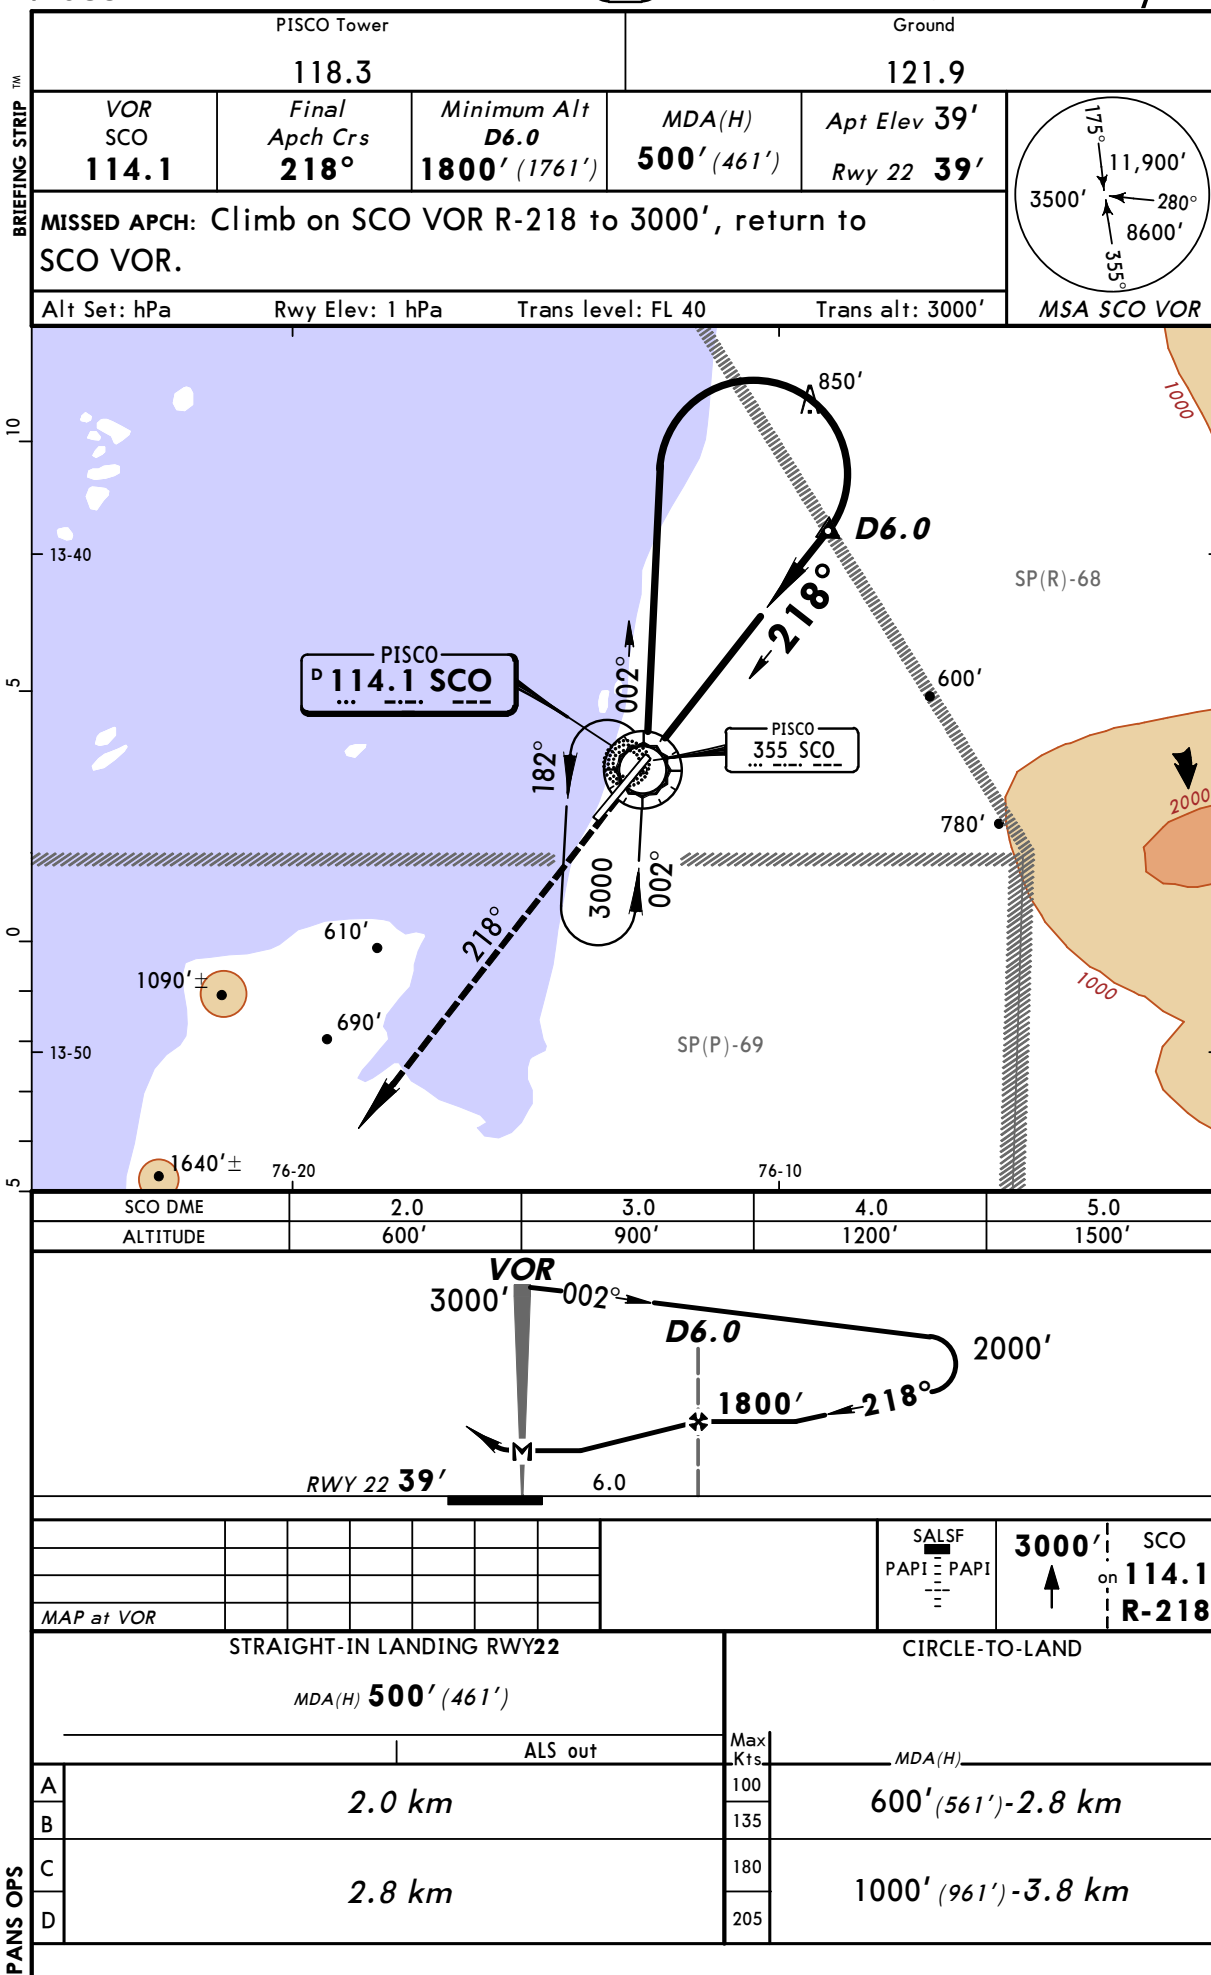 PISCO Tower
118.3
Ground
121.9
BRIEFING STRIP TM
VOR
SCO
114.1
Final
Apch Crs
218°
Minimum Alt
D6.0
1800' (1761')
MDA(H)
500' (461')
Apt Elev 39'
Rwy 22 39'
MISSED APCH: Climb on SCO VOR R-218 to 3000', return to
SCO VOR.
Alt Set: hPa Rwy Elev: 1 hPa Trans level: FL 40 Trans alt: 3000'
175°
11,900'
3500'
280°
8600'
355°
MSA SCO VOR
850'
1000
10
D6.0
13-40
SP(R)-68
218°
PISCO
D 114.1 SCO
002°
5
600'
PISCO
355 SCO
182°
2000
780'
3000
002°
0
610'
218°
1090'±
1000
690'
13-50
SP(P)-69
1640'±
76-20
76-10
5
SCO DME 2.0 3.0 4.0 5.0
ALTITUDE 600' 900' 1200' 1500'
VOR
3000'
002°
D6.0
2000'
1800'
218°
M
RWY 22 39'
6.0
MAP at VOR
SALSF
PAPI PAPI
3000'
on
SCO
114.1
R-218
STRAIGHT-IN LANDING RWY22
MDA(H) 500' (461')
ALS out
CIRCLE-TO-LAND
Max
Kts
MDA(H)
A
B
2.0 km
100
135
600' (561')-2.8 km
C
D
2.8 km
180
205
1000' (961')-3.8 km
PANS OPS